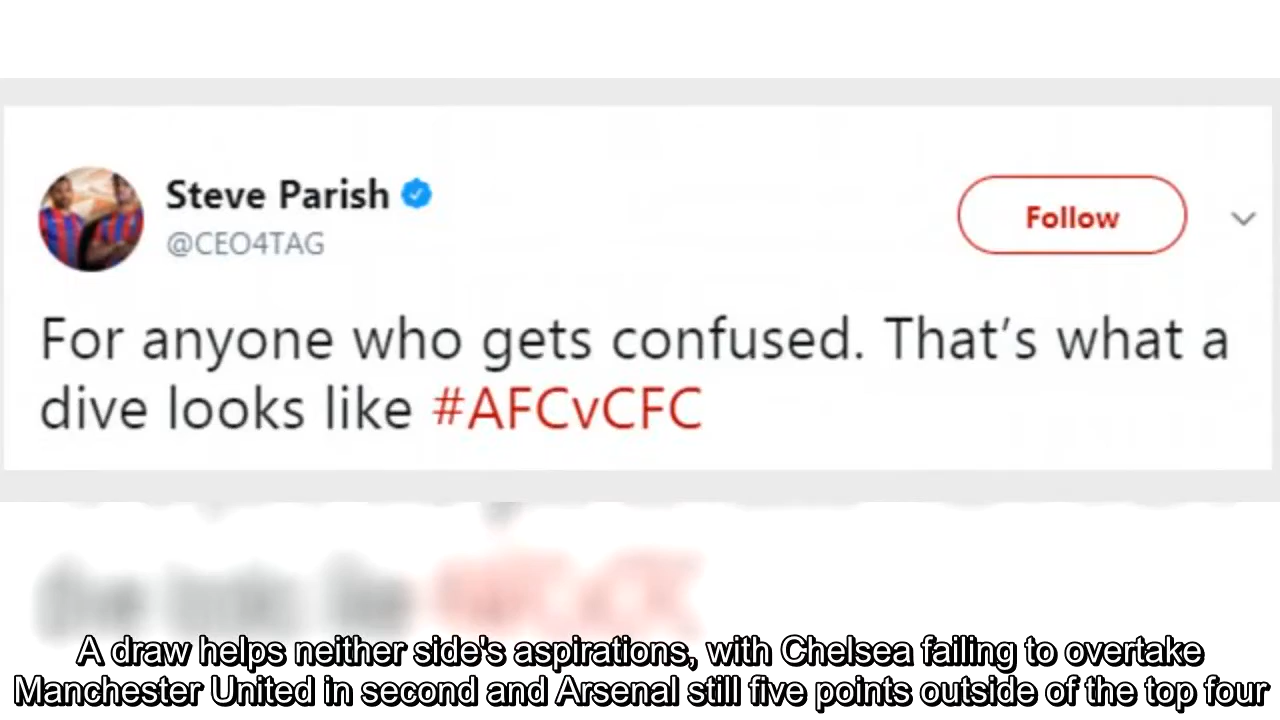 Steve Parish
@CEO4TAG
Follow
For anyone who gets confused. That's what a
dive looks like #AFCvCFC
A draw helps neither side's aspirations, with Chelsea failing to overtake
Manchester United in second and Arsenal still five points outside of the top four